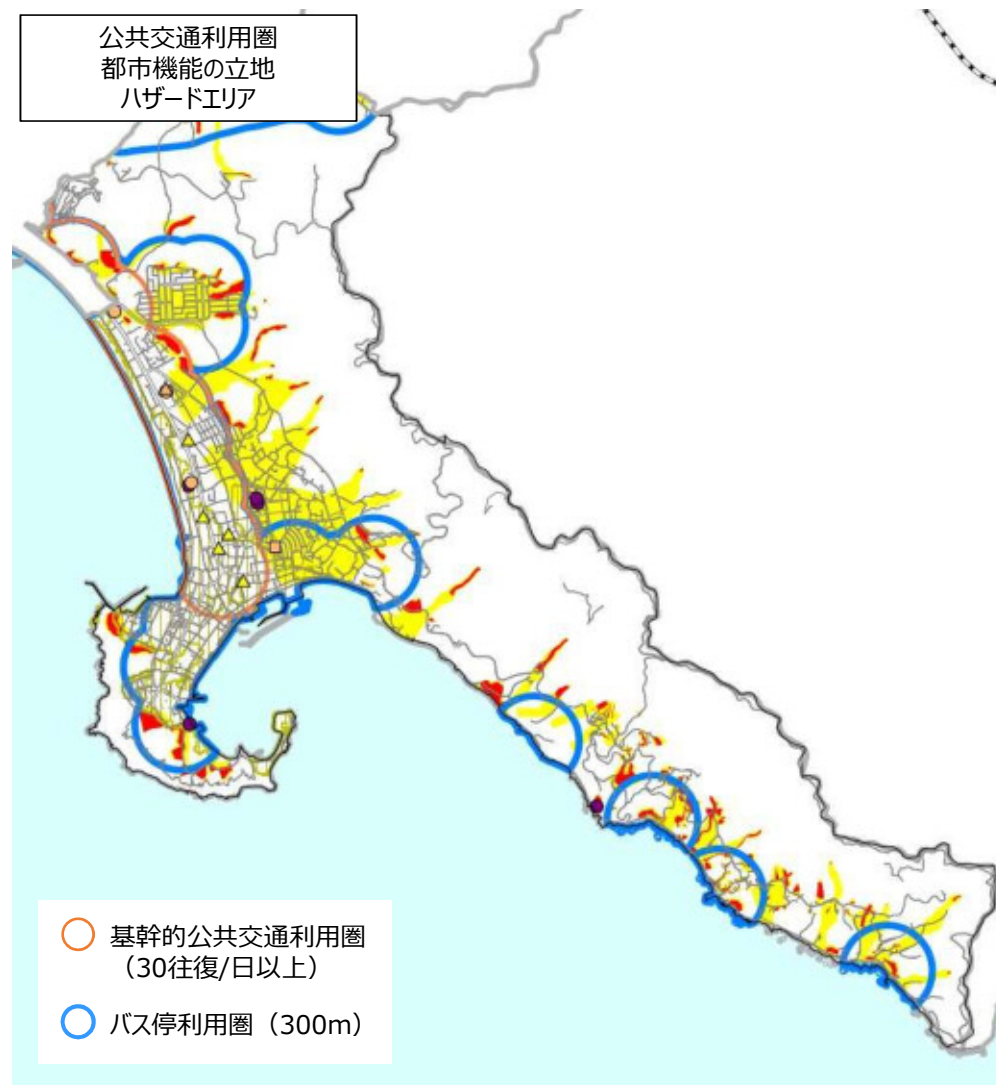 公共交通利用圏
都市機能の立地
ハザードエリア
基幹的公共交通利用圏
（30往復/日以上）
バス停利用圏（300m）